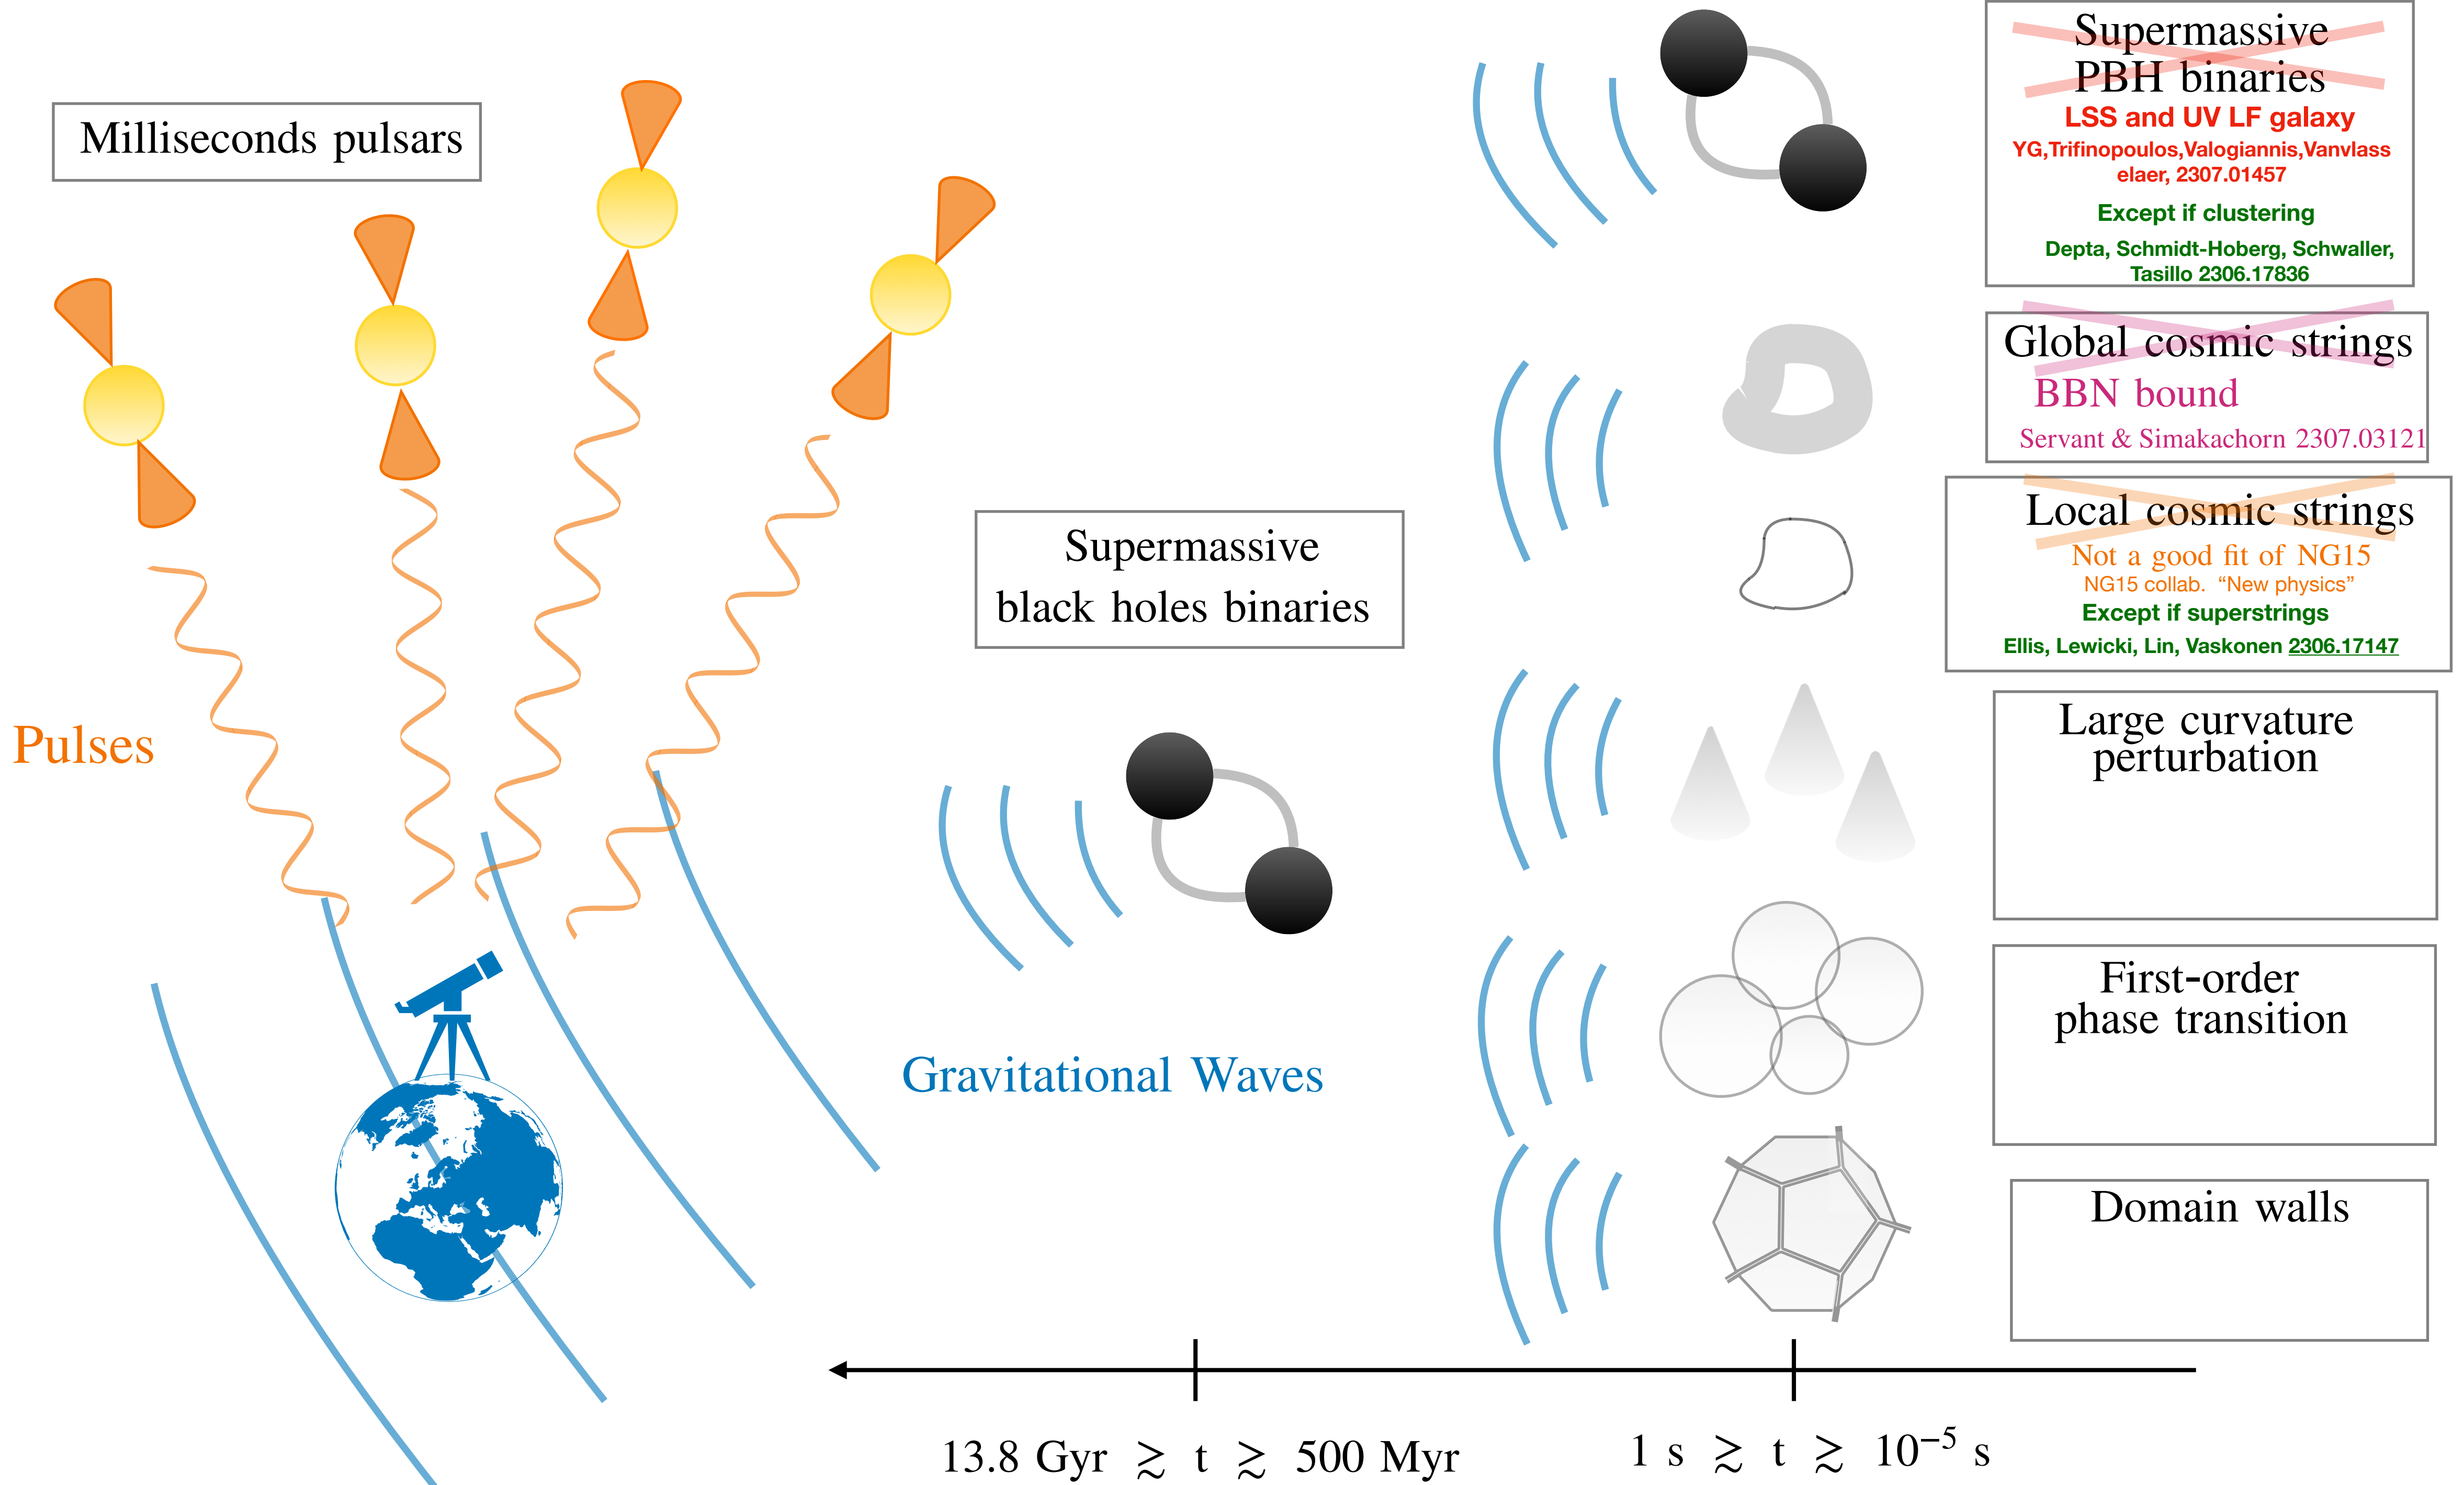 Milliseconds pulsars
Pulses
Supermassive
black holes binaries
Gravitational Waves
Supermassive
PBH binaries
LSS and UV LF galaxy
YG,Trifinopoulos,Valogiannis,Vanvlass
elaer, 2307.01457
Except if clustering
Depta, Schmidt-Hoberg, Schwaller,
Tasillo 2306.17836
Global cosmic strings
BBN bound
Servant & Simakachorn 2307.03121
Local cosmic strings
Not a good fit of NG15
NG15 collab. “New physics”
Except if superstrings
Ellis, Lewicki, Lin, Vaskonen 2306.17147
Large curvature
perturbation
First-order
phase transition
Domain walls
13.8 Gyr ≳ t ≳ 500 Myr
1 s ≳ t ≳ 10⁻⁵ s